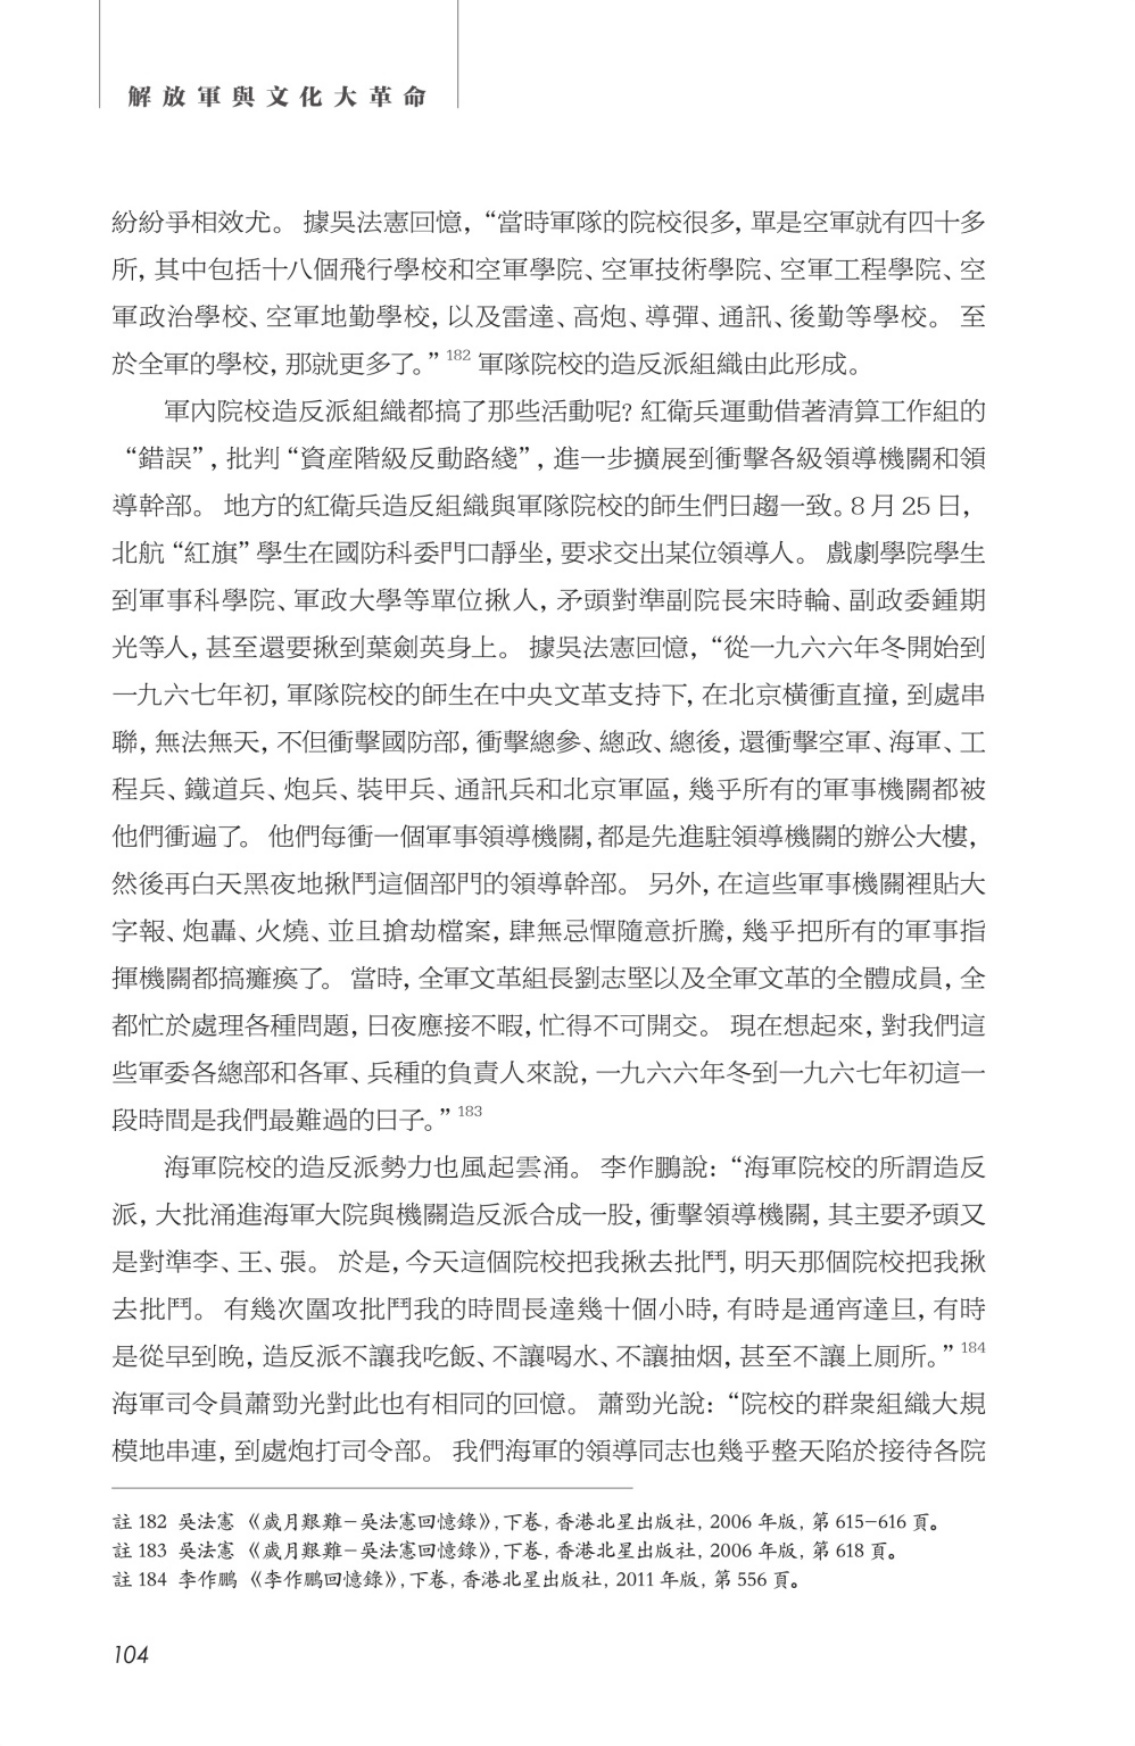 解放軍與文化大革命
紛紛爭相效尤。 據吳法憲回憶, “當時軍隊的院校很多, 單是空軍就有四十多
所, 其中包括十八個飛行學校和空軍學院、空軍技術學院、空軍工程學院、空
軍政治學校、空軍地勤學校, 以及雷達、高炮、導彈、通訊、後勤等學校。 至
於全軍的學校, 那就更多了。” 182 軍隊院校的造反派組織由此形成。
軍內院校造反派組織都搞了那些活動呢? 紅衛兵運動借著清算工作組的
“錯誤”, 批判 “資産階級反動路綫”, 進一步擴展到衝擊各級領導機關和領
導幹部。 地方的紅衛兵造反組織與軍隊院校的師生們日趨一致。8 月 25 日,
北航 “紅旗” 學生在國防科委門口靜坐, 要求交出某位領導人。 戲劇學院學生
到軍事科學院、軍政大學等單位揪人, 矛頭對準副院長宋時輪、副政委鍾期
光等人, 甚至還要揪到葉劍英身上。 據吳法憲回憶, “從一九六六年冬開始到
一九六七年初, 軍隊院校的師生在中央文革支持下, 在北京橫衝直撞, 到處串
聯, 無法無天, 不但衝擊國防部, 衝擊總參、總政、總後, 還衝擊空軍、海軍、工
程兵、鐵道兵、炮兵、裝甲兵、通訊兵和北京軍區, 幾乎所有的軍事機關都被
他們衝遍了。 他們每衝一個軍事領導機關, 都是先進駐領導機關的辦公大樓,
然後再白天黑夜地揪鬥這個部門的領導幹部。 另外, 在這些軍事機關裡貼大
字報、炮轟、火燒、並且搶劫檔案, 肆無忌憚隨意折騰, 幾乎把所有的軍事指
揮機關都搞癱瘓了。 當時, 全軍文革組長劉志堅以及全軍文革的全體成員, 全
都忙於處理各種問題, 日夜應接不暇, 忙得不可開交。 現在想起來, 對我們這
些軍委各總部和各軍、兵種的負責人來說, 一九六六年冬到一九六七年初這一
段時間是我們最難過的日子。” 183
海軍院校的造反派勢力也風起雲涌。 李作鵬說: “海軍院校的所謂造反
派, 大批涌進海軍大院與機關造反派合成一股, 衝擊領導機關, 其主要矛頭又
是對準李、王、張。 於是, 今天這個院校把我揪去批鬥, 明天那個院校把我揪
去批鬥。 有幾次圍攻批鬥我的時間長達幾十個小時, 有時是通宵達旦, 有時
是從早到晚, 造反派不讓我吃飯、不讓喝水、不讓抽烟, 甚至不讓上厠所。” 184
海軍司令員蕭勁光對此也有相同的回憶。 蕭勁光說: “院校的群衆組織大規
模地串連, 到處炮打司令部。 我們海軍的領導同志也幾乎整天陷於接待各院
註 182 吳法憲 《歲月艱難–吳法憲回憶錄》, 下卷, 香港北星出版社, 2006 年版, 第 615–616 頁。
註 183 吳法憲 《歲月艱難–吳法憲回憶錄》, 下卷, 香港北星出版社, 2006 年版, 第 618 頁。
註 184 李作鵬 《李作鵬回憶錄》, 下卷, 香港北星出版社, 2011 年版, 第 556 頁。
104